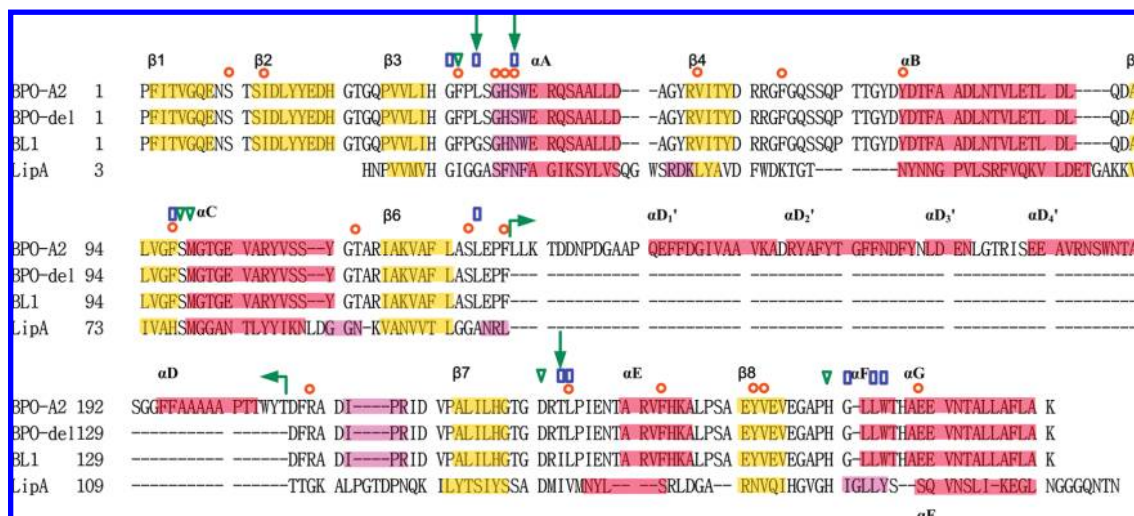 β1 β2 β3 αA β4 αB β
BPO-A2 1 PFITVGQENS TSIDLYYEDH GTGQPVVLIH GFPLSGHSWE RQSAALLD-- -AGYRVITYD RRGFGQSSQP TTGYDYDTFA ADLNTVLETL DL----QDA
BPO-del 1 PFITVGQENS TSIDLYYEDH GTGQPVVLIH GFPLSGHSWE RQSAALLD-- -AGYRVITYD RRGFGQSSQP TTGYDYDTFA ADLNTVLETL DL----QDA
BL1 1 PFITVGQENS TSIDLYYEDH GTGQPVVLIH GFPGSGHNWE RQSAALLD-- -AGYRVITYD RRGFGQSSQP TTGYDYDTFA ADLNTVLETL DL----QDA
LipA 3 HNPVVMVH GIGGASFNFA GIKSYLVSQG WSRDKLYAVD FWDKTGT--- -----NYNNG PVLSRFVQKV LDETGAKKV
αC β6 αD₁' αD₂' αD₃' αD₄'
BPO-A2 94 LVGFSMGTGE VARYVSS--Y GTARIAKVAF LASLEPFLLK TDDNPDGAAP QEFFDGIVAA VKADRYAFYT GFFNDFYNLD ENLGTRISEE AVRNSWNTA
BPO-del 94 LVGFSMGTGE VARYVSS--Y GTARIAKVAF LASLEPF--- ---------- ---------- ---------- ---------- ---------- ---------
BL1 94 LVGFSMGTGE VARYVSS--Y GTARIAKVAF LASLEPF--- ---------- ---------- ---------- ---------- ---------- ---------
LipA 73 IVAHSMGGAN TLYYIKNLDG GN-KVANVVT LGGANRL--- ---------- ---------- ---------- ---------- ---------- ---------
αD β7 αE β8 αF αG
BPO-A2 192 SGGFFAAAAA PTTWYTDFRA DI----PRID VPALILHGTG DRTLPIENTA RVFHKALPSA EYVEVEGAPH G-LLWTHAEE VNTALLAFLA K
BPO-del 129 ---------- ------DFRA DI----PRID VPALILHGTG DRTLPIENTA RVFHKALPSA EYVEVEGAPH G-LLWTHAEE VNTALLAFLA K
BL1 129 ---------- ------DFRA DI----PRID VPALILHGTG DRILPIENTA RVFHKALPSA EYVEVEGAPH G-LLWTHAEE VNTALLAFLA K
LipA 109 ---------- ------TTGK ALPGTDPNQK ILYTSIYSSA DMIVMNYL-- --SRLDGA-- RNVQIHGVGH IGLLYS--SQ VNSLI-KEGL NGGGQNTN